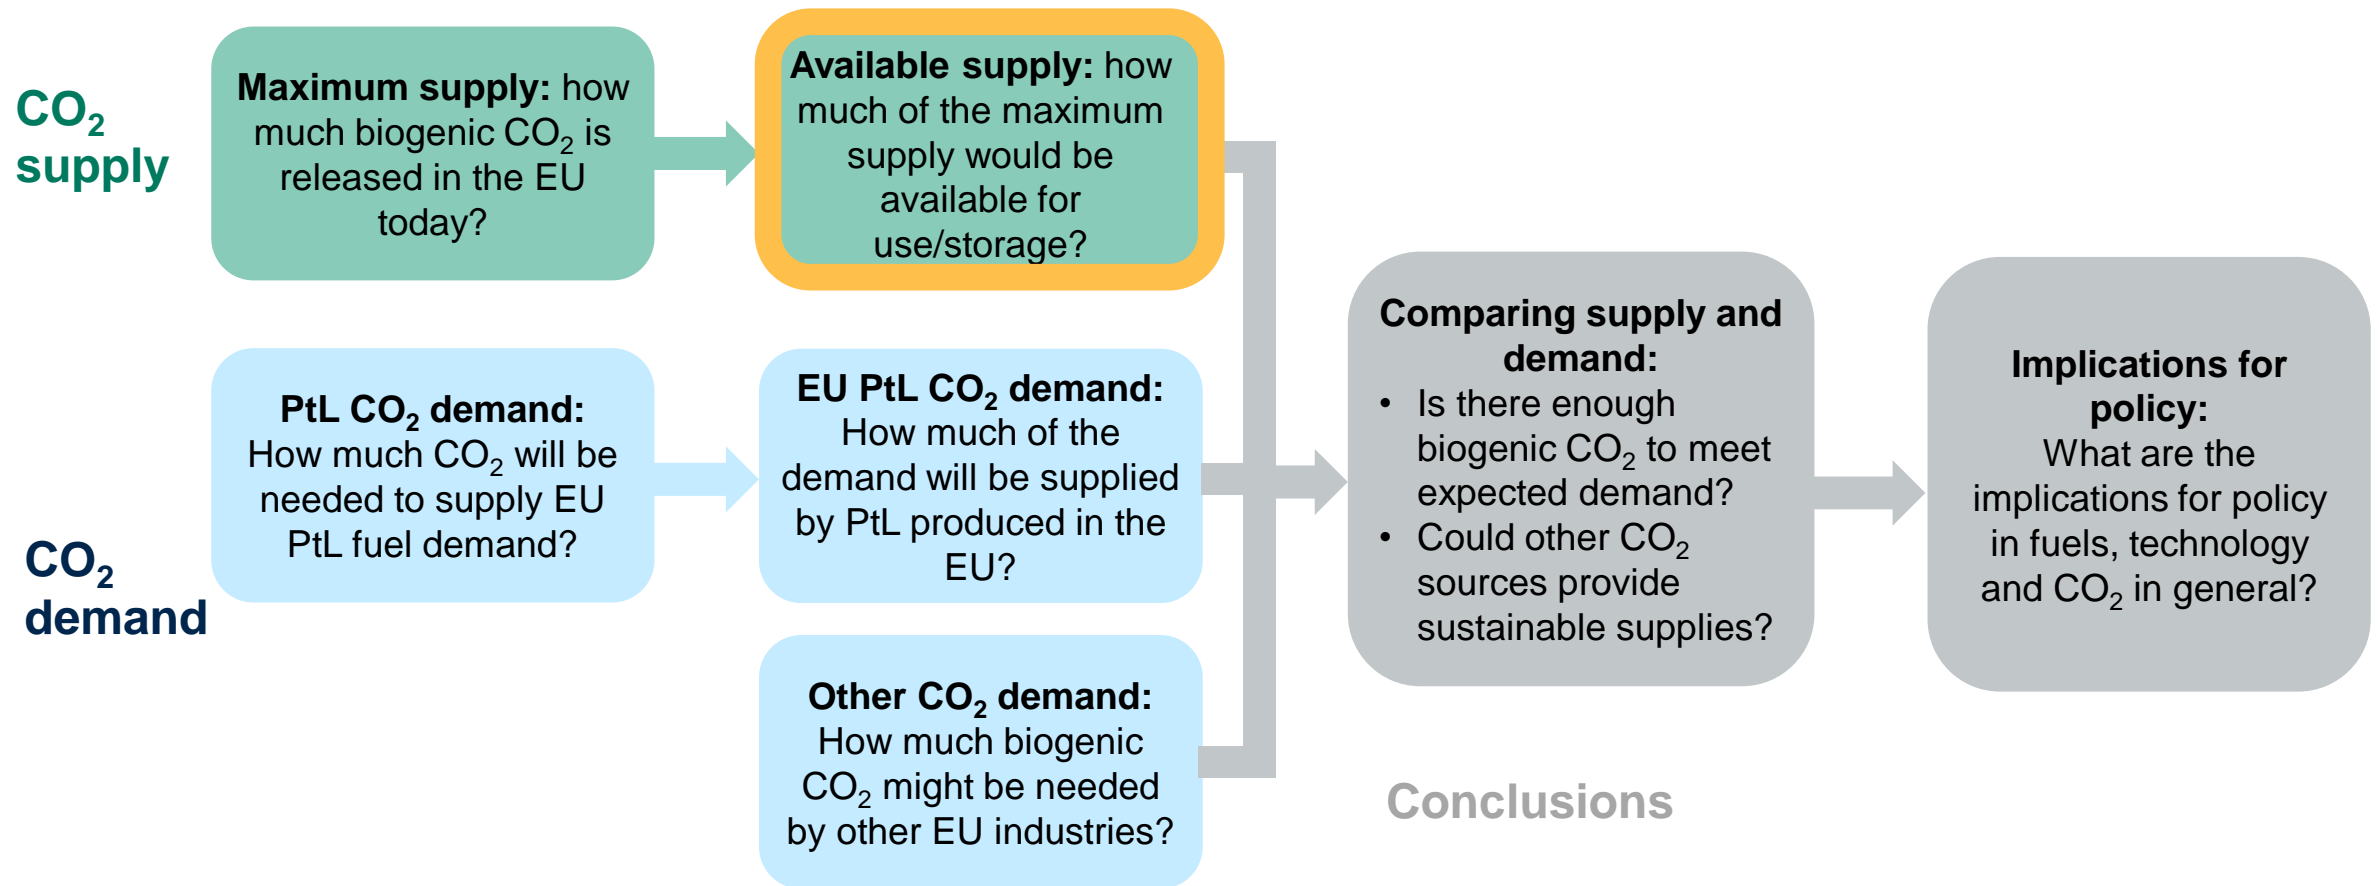 CO₂
supply
Maximum supply: how
much biogenic CO₂ is
released in the EU
today?
Available supply: how
much of the maximum
supply would be
available for
use/storage?
CO₂
demand
PtL CO₂ demand:
How much CO₂ will be
needed to supply EU
PtL fuel demand?
EU PtL CO₂ demand:
How much of the
demand will be supplied
by PtL produced in the
EU?
Other CO₂ demand:
How much biogenic
CO₂ might be needed
by other EU industries?
Comparing supply and
demand:
• Is there enough
biogenic CO₂ to meet
expected demand?
• Could other CO₂
sources provide
sustainable supplies?
Implications for
policy:
What are the
implications for policy
in fuels, technology
and CO₂ in general?
Conclusions